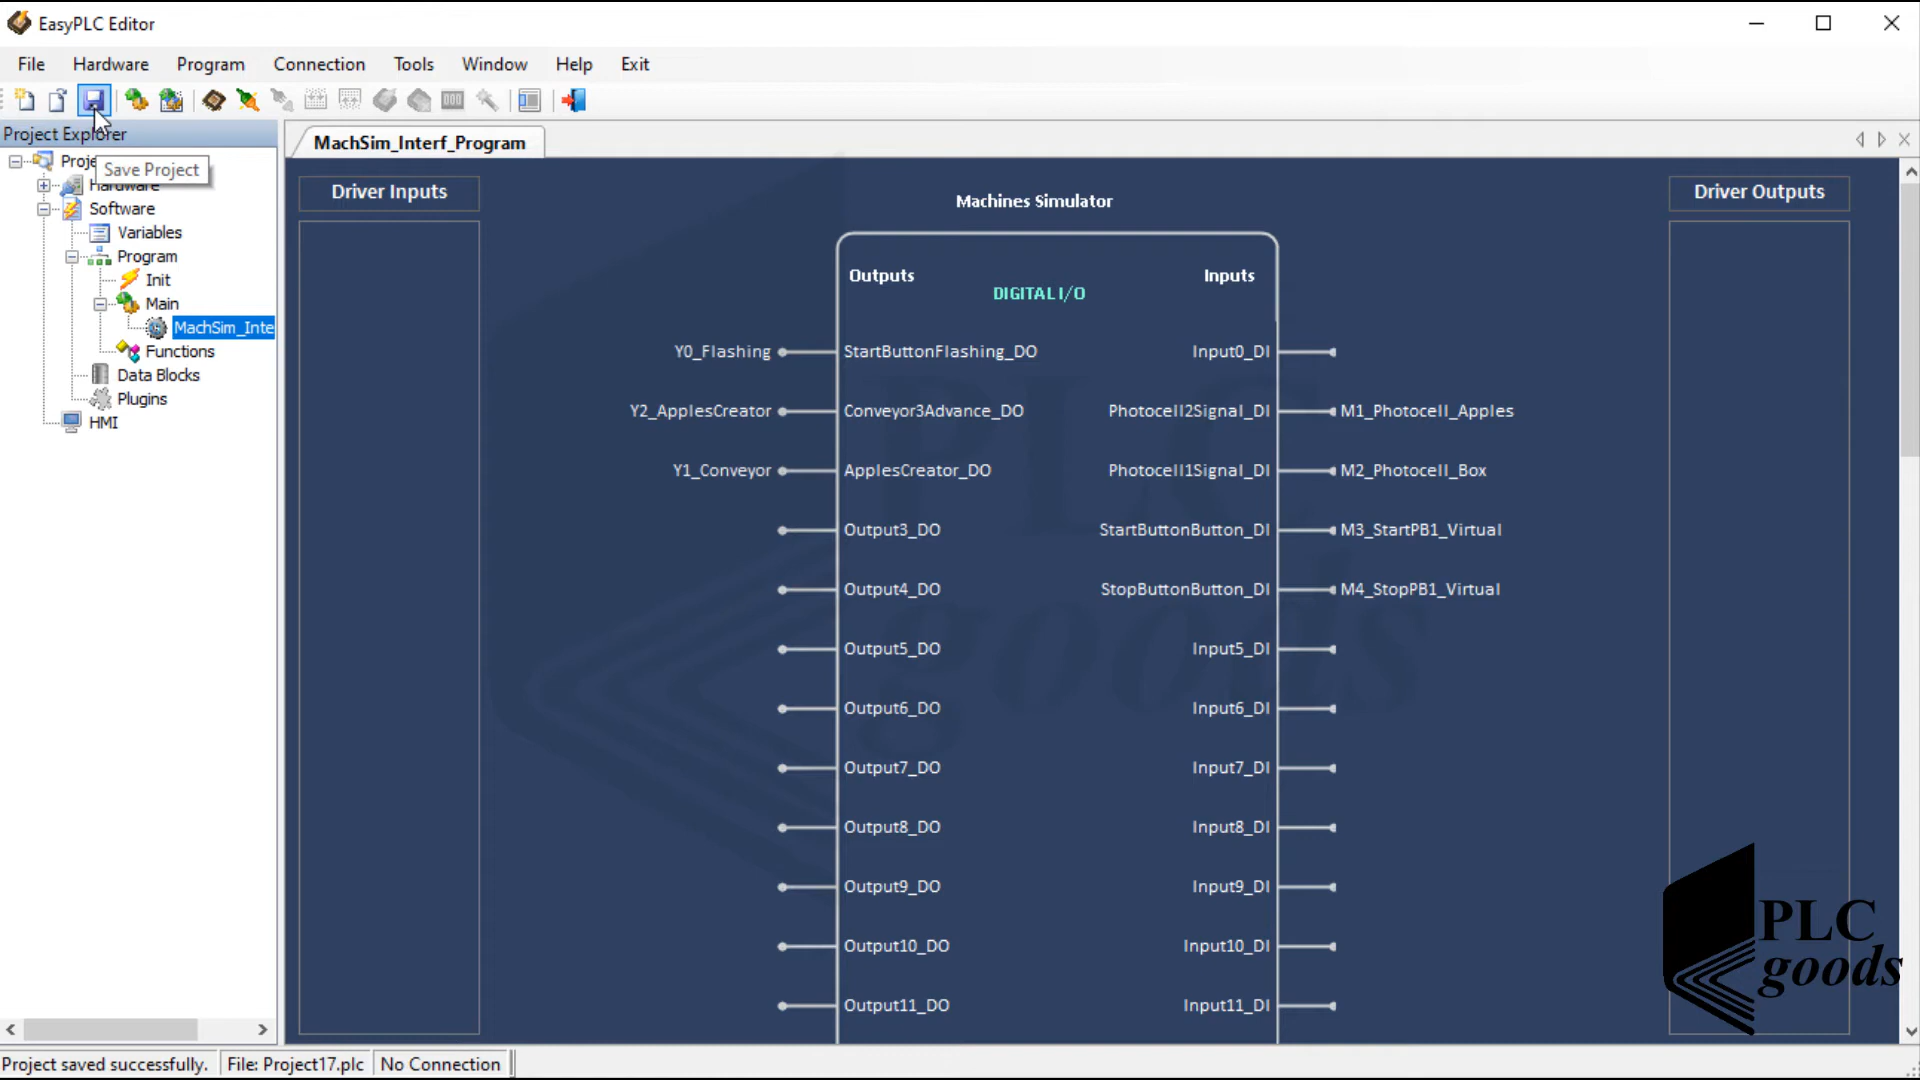 EasyPLC Editor
File Hardware Program Connection Tools Window Help Exit
Project Explorer
MachSim_Interf_Program
Proje
Save Project
Hardware
Software
Variables
Program
Init
Main
MachSim_Inte
Functions
Data Blocks
Plugins
HMI
Driver Inputs
Machines Simulator
Driver Outputs
Outputs Inputs
DIGITAL I/O
Y0_Flashing StartButtonFlashing_DO Input0_DI
Y2_ApplesCreator Conveyor3Advance_DO Photocell2Signal_DI M1_Photocell_Apples
Y1_Conveyor ApplesCreator_DO Photocell1Signal_DI M2_Photocell_Box
Output3_DO StartButtonButton_DI M3_StartPB1_Virtual
Output4_DO StopButtonButton_DI M4_StopPB1_Virtual
Output5_DO Input5_DI
Output6_DO Input6_DI
Output7_DO Input7_DI
Output8_DO Input8_DI
Output9_DO Input9_DI
Output10_DO Input10_DI
Output11_DO Input11_DI
PLC
goods
PLC
goods
Project saved successfully. File: Project17.plc No Connection